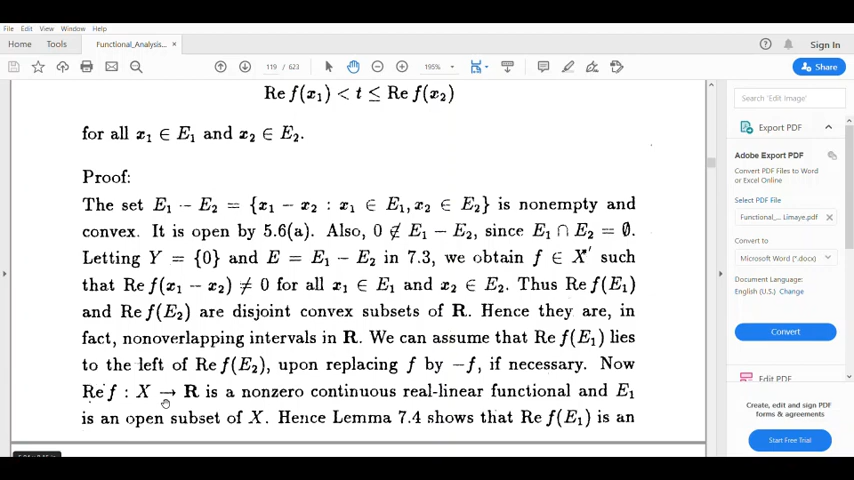 File Edit View Window Help
Home Tools Functional_Analysis... × Sign In
119 / 623 195% Share
Re f(x₁) < t ≤ Re f(x₂)
for all x₁ ∈ E₁ and x₂ ∈ E₂.
Proof:
The set E₁ − E₂ = {x₁ − x₂ : x₁ ∈ E₁, x₂ ∈ E₂} is nonempty and
convex. It is open by 5.6(a). Also, 0 ∉ E₁ − E₂, since E₁ ∩ E₂ = ∅.
Letting Y = {0} and E = E₁ − E₂ in 7.3, we obtain f ∈ X′ such
that Re f(x₁ − x₂) ≠ 0 for all x₁ ∈ E₁ and x₂ ∈ E₂. Thus Re f(E₁)
and Re f(E₂) are disjoint convex subsets of R. Hence they are, in
fact, nonoverlapping intervals in R. We can assume that Re f(E₁) lies
to the left of Re f(E₂), upon replacing f by −f, if necessary. Now
Re f : X → R is a nonzero continuous real-linear functional and E₁
is an open subset of X. Hence Lemma 7.4 shows that Re f(E₁) is an
Search 'Edit Image'
Export PDF
Adobe Export PDF
Convert PDF Files to Word
or Excel Online
Select PDF File
Functional_... Limaye.pdf ×
Convert to
Microsoft Word (*.docx)
Document Language:
English (U.S.) Change
Convert
Edit PDF
Create, edit and sign PDF
forms & agreements
Start Free Trial